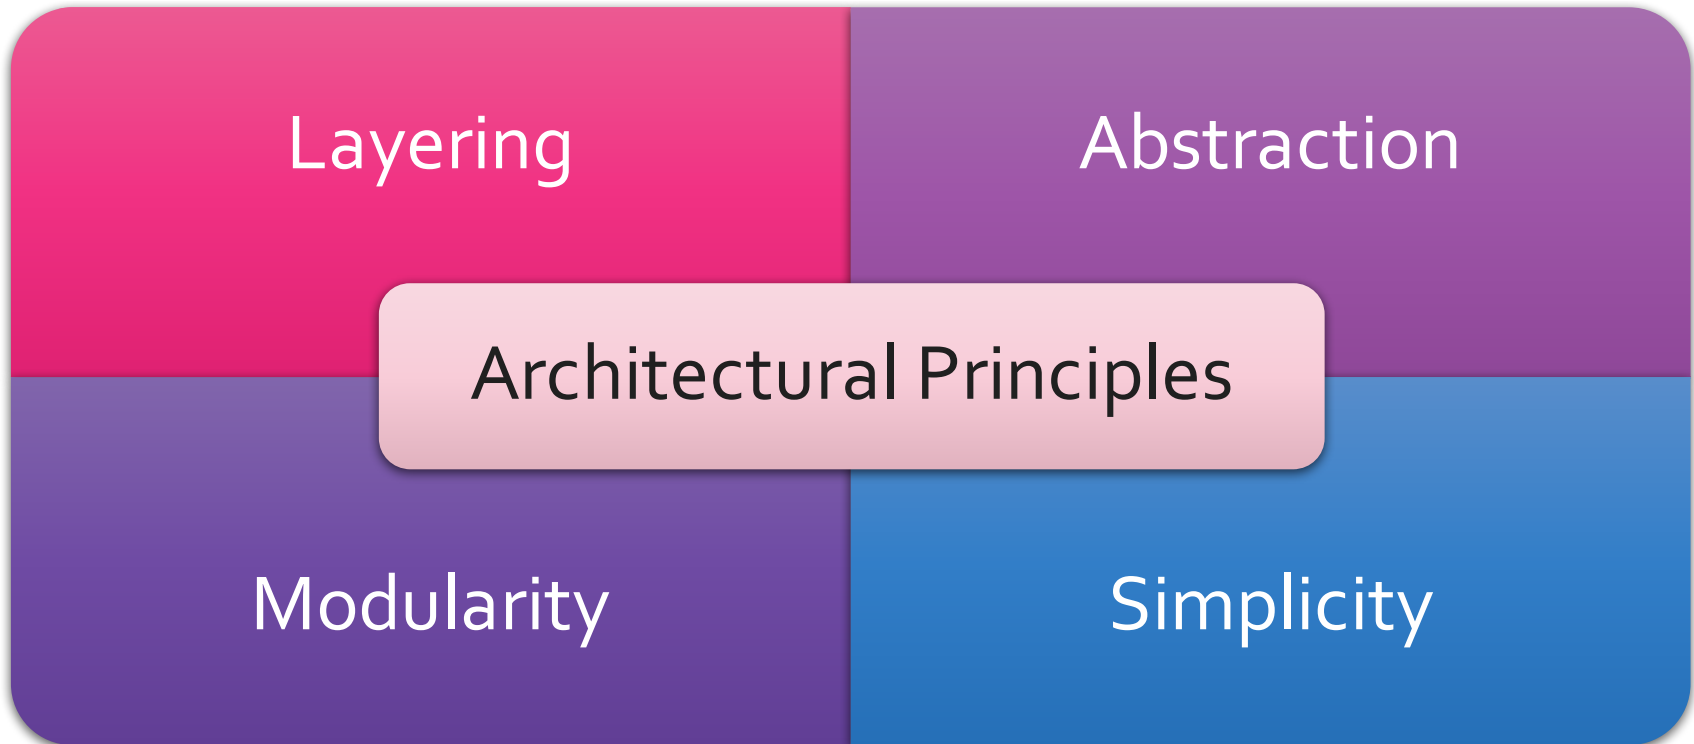 Layering
Abstraction
Architectural Principles
Modularity
Simplicity